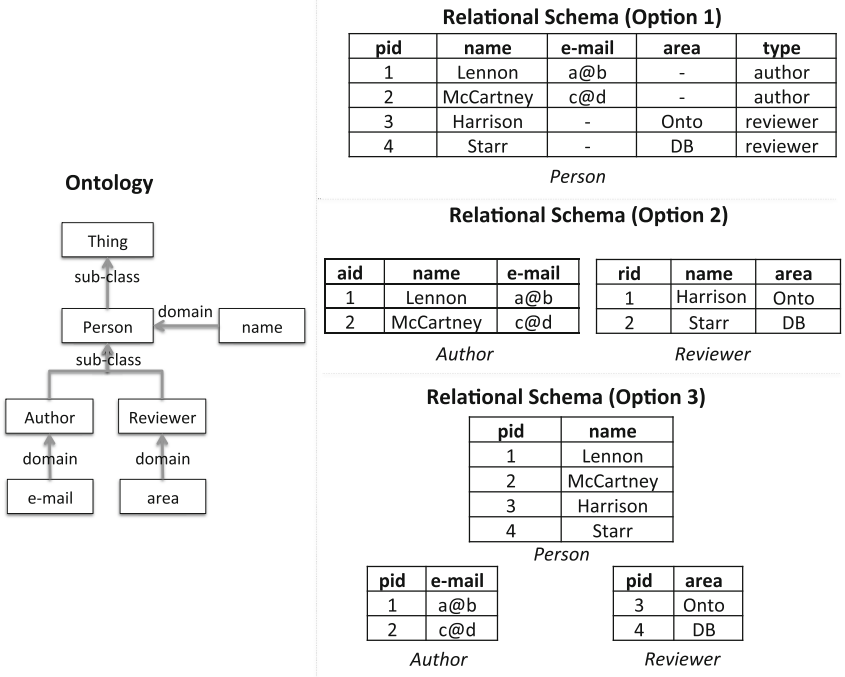 Ontology
Thing
sub-class
domain
Person
name
sub-class
Author
Reviewer
domain
domain
e-mail
area
Relational Schema (Option 1)
pid name e-mail area type
1 Lennon a@b - author
2 McCartney c@d - author
3 Harrison - Onto reviewer
4 Starr - DB reviewer
Person
Relational Schema (Option 2)
aid name e-mail
1 Lennon a@b
2 McCartney c@d
Author
rid name area
1 Harrison Onto
2 Starr DB
Reviewer
Relational Schema (Option 3)
pid name
1 Lennon
2 McCartney
3 Harrison
4 Starr
Person
pid e-mail
1 a@b
2 c@d
Author
pid area
3 Onto
4 DB
Reviewer